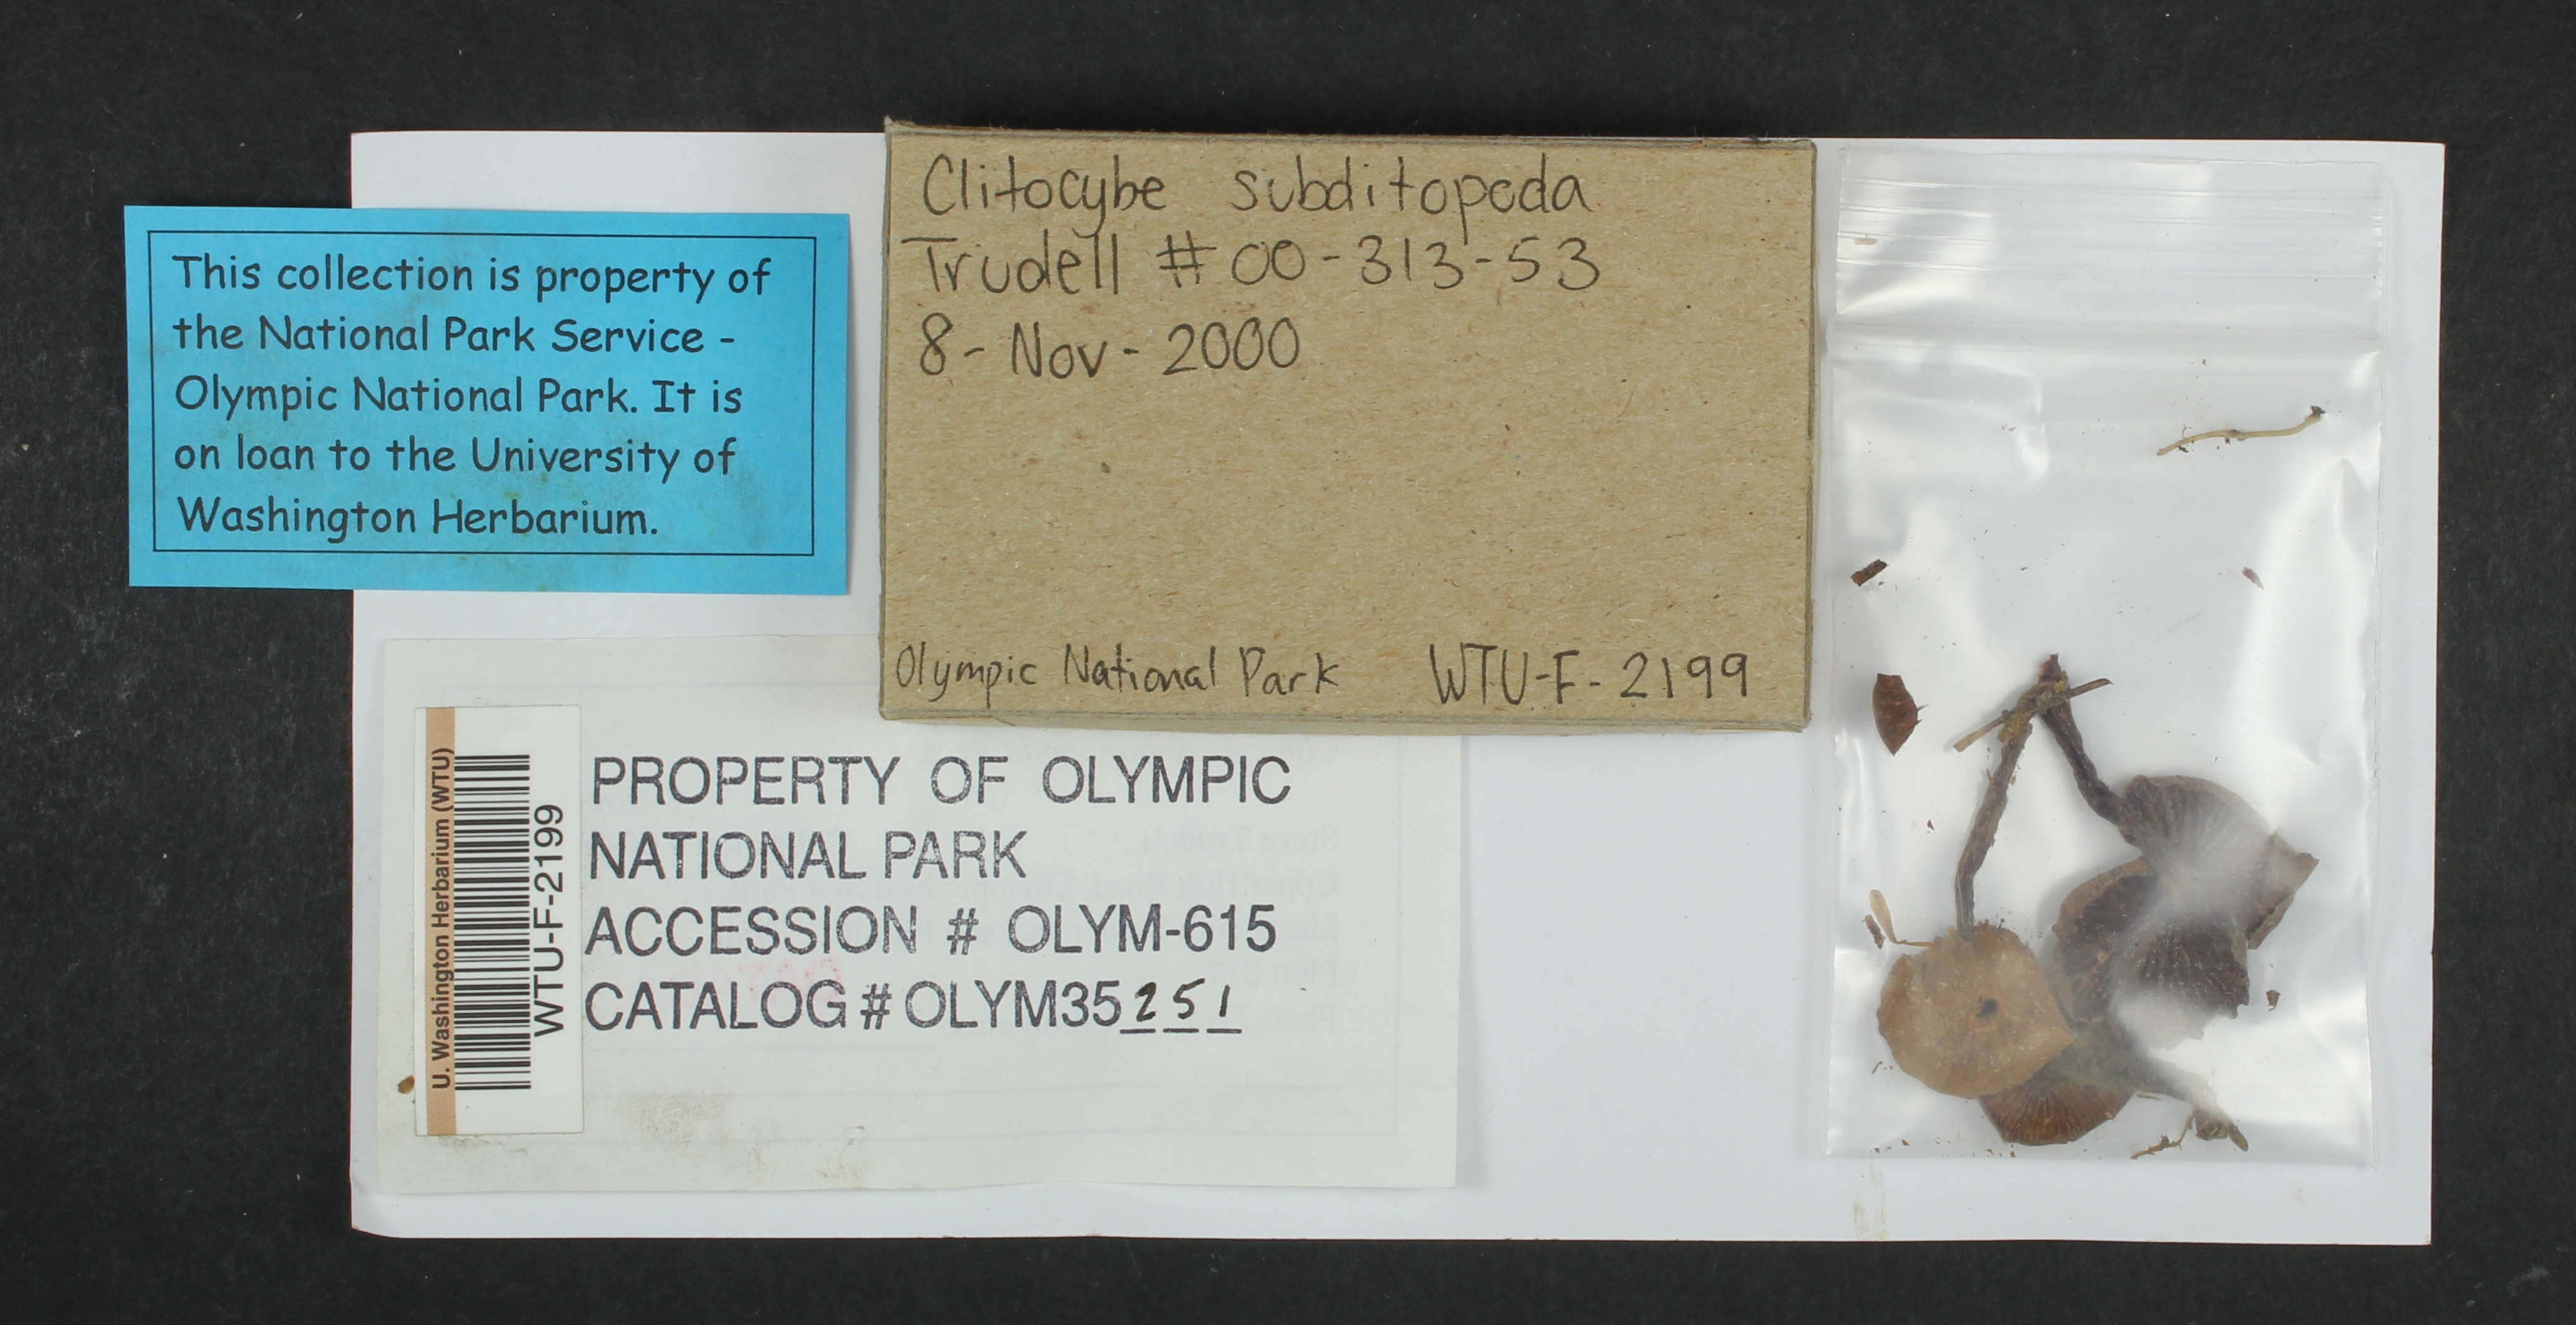 This collection is property of
the National Park Service -
Olympic National Park. It is
on loan to the University of
Washington Herbarium.
Clitocybe subditopoda
Trudell # 00-313-53
8-Nov-2000
Olympic National Park WTU-F-2199
U. Washington Herbarium (WTU)
WTU-F-2199
PROPERTY OF OLYMPIC
NATIONAL PARK
ACCESSION # OLYM-615
CATALOG # OLYM35251